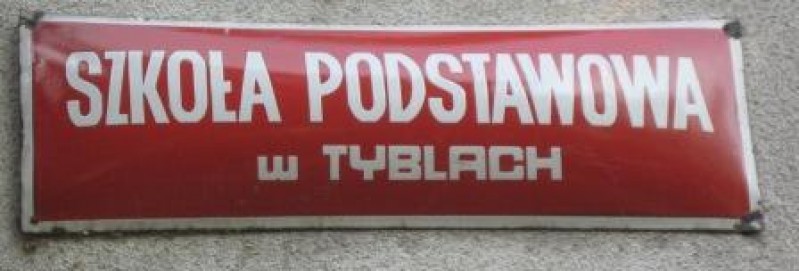 SZKOŁA PODSTAWOWA
w TYBLACH